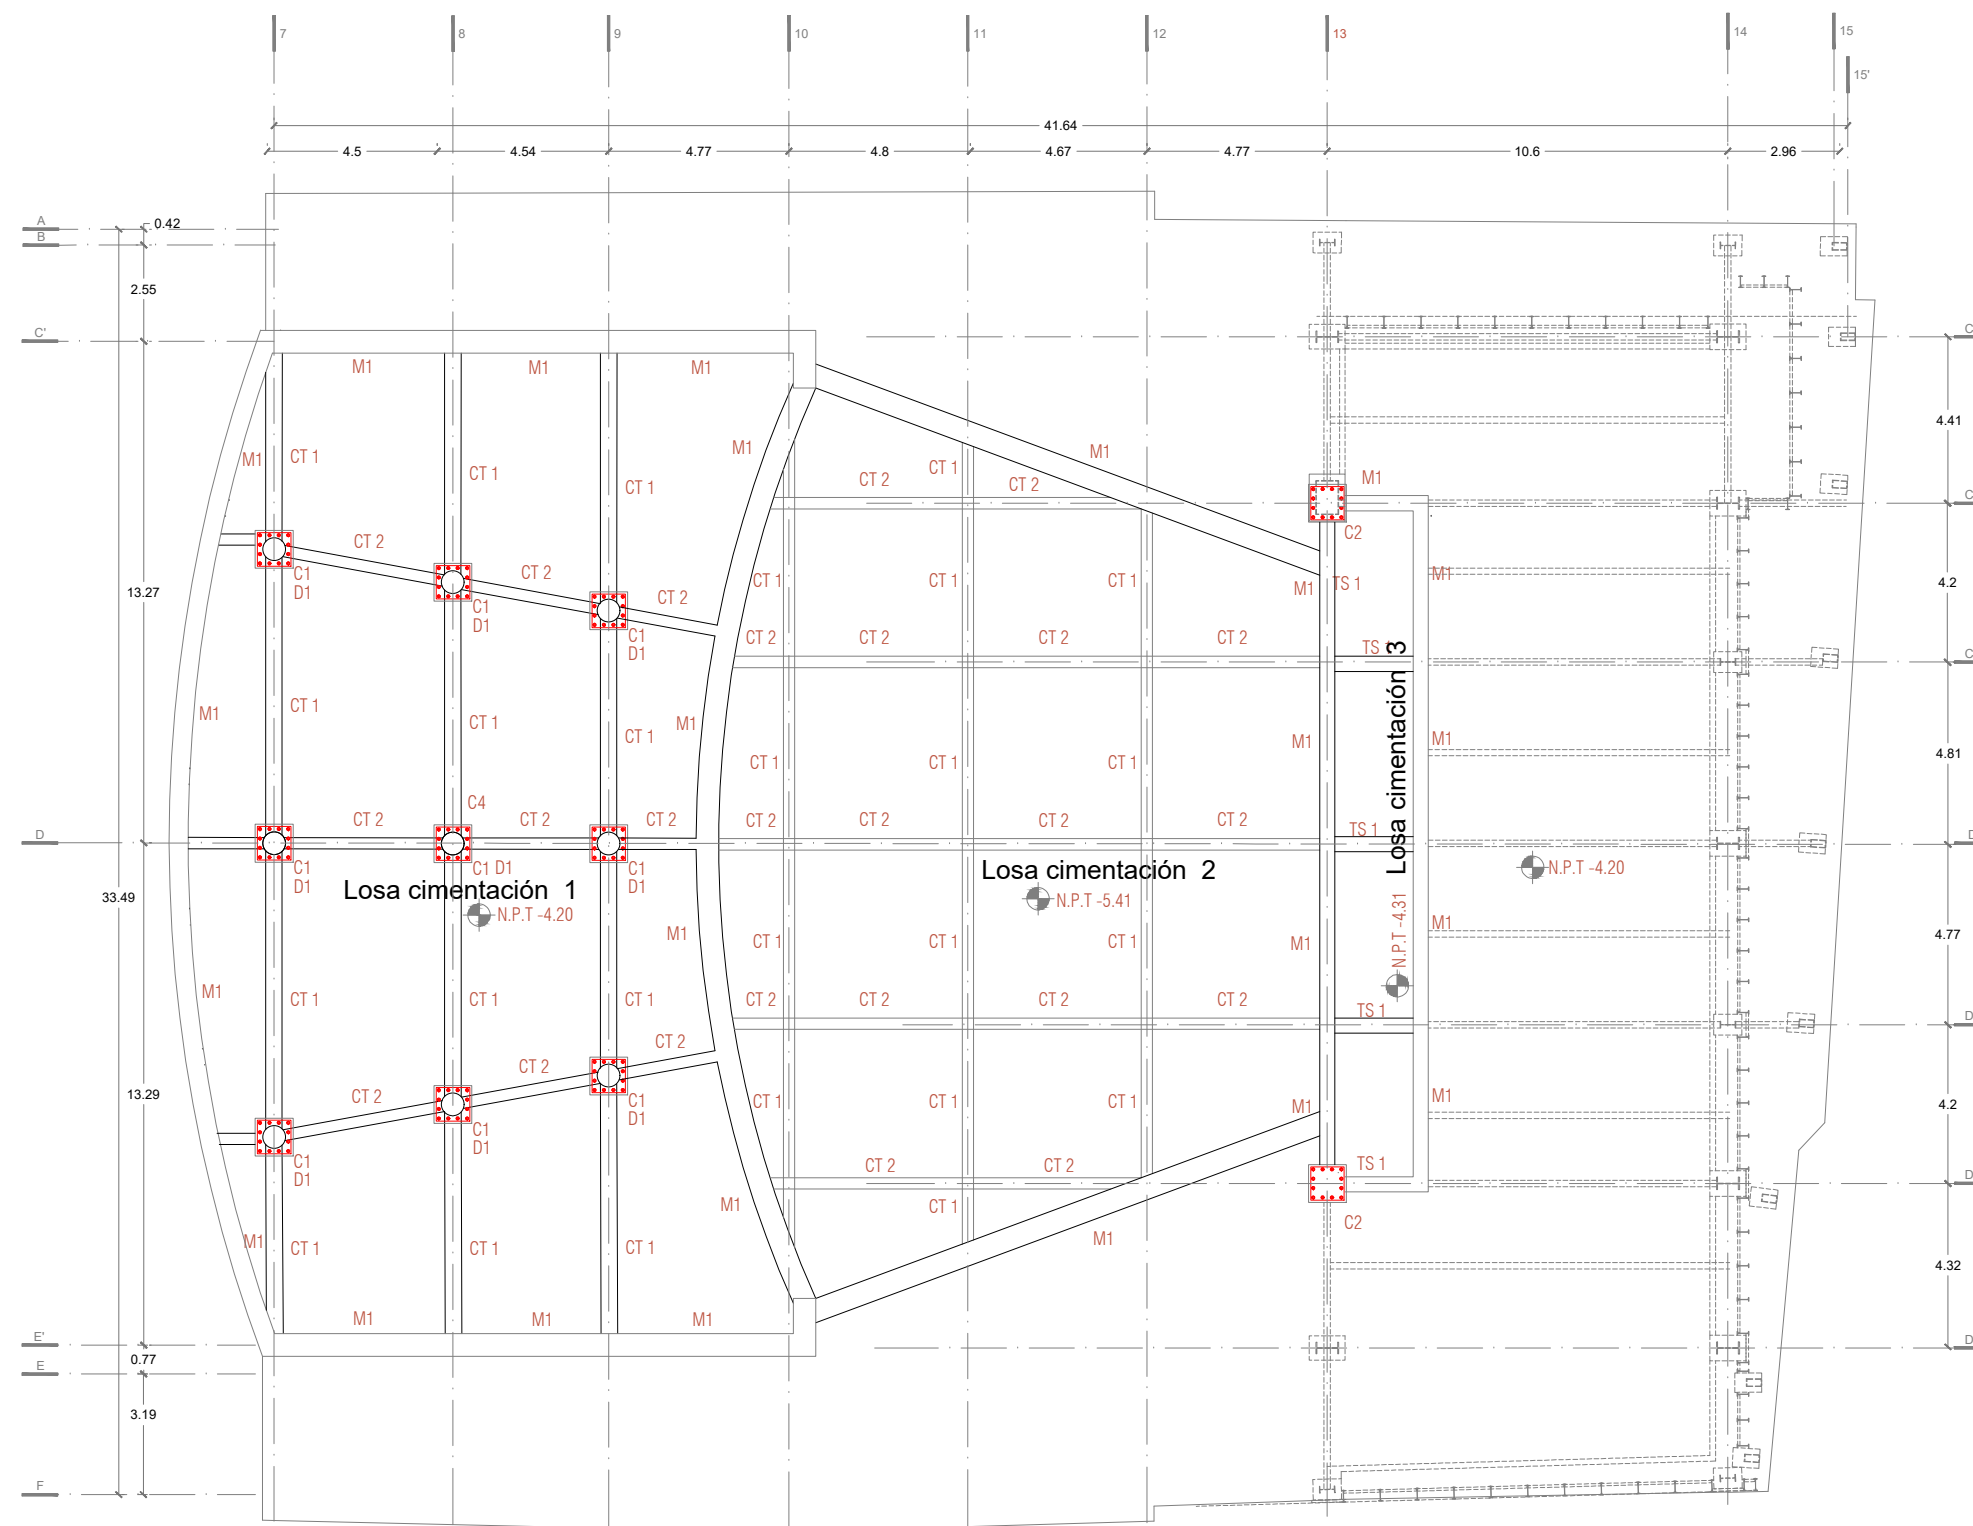 7
8
9
10
11
12
13
14
15
15'
41.64
4.5
4.54
4.77
4.8
4.67
4.77
10.6
2.96
A
0.42
B
2.55
C'
C
M1 M1 M1
4.41
M1 CT 1 CT 1 CT 1 M1 CT 1 M1
CT 2 CT 2 M1
C
CT 2 C2
CT 2 CT 2
C1
D1
C1
D1
C1
D1
CT 1 CT 1 CT 1 M1 TS 1 M1
13.27
4.2
CT 2 CT 2 CT 2 CT 2 TS 1
C
M1 CT 1 CT 1 CT 1 M1
CT 1 CT 1 CT 1 M1 M1
4.81
C4
CT 2 CT 2 CT 2 CT 2 CT 2 CT 2 CT 2 TS 1
D
D
C1
D1
C1 D1
C1
D1
Losa cimentación 1
N.P.T -4.20
Losa cimentación 2
N.P.T -5.41
Losa cimentación 3
N.P.T -4.31
N.P.T -4.20
33.49
M1 CT 1 CT 1 CT 1 M1 M1
4.77
M1 CT 1 CT 1 CT 1
CT 2 CT 2 CT 2 CT 2 TS 1
D
CT 2 CT 2 CT 2
C1
D1
C1
D1
C1
D1
13.29
CT 1 CT 1 CT 1 M1 M1
4.2
CT 2 CT 2 TS 1
D
M1 CT 1 C2
M1 CT 1 CT 1 CT 1 M1
4.32
M1 M1 M1
E'
D
0.77
E
3.19
F